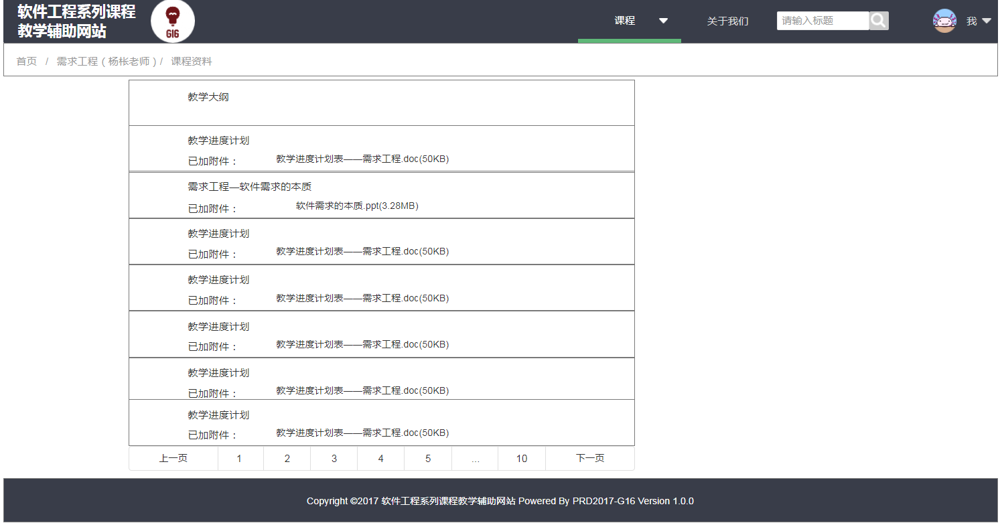 软件工程系列课程
教学辅助网站
G16
课程
关于我们
请输入标题
我
首页 / 需求工程（杨枨老师）/ 课程资料
教学大纲
教学进度计划
已加附件： 教学进度计划表——需求工程.doc(50KB)
需求工程—软件需求的本质
已加附件： 软件需求的本质.ppt(3.28MB)
教学进度计划
已加附件： 教学进度计划表——需求工程.doc(50KB)
教学进度计划
已加附件： 教学进度计划表——需求工程.doc(50KB)
教学进度计划
已加附件： 教学进度计划表——需求工程.doc(50KB)
教学进度计划
已加附件： 教学进度计划表——需求工程.doc(50KB)
教学进度计划
已加附件： 教学进度计划表——需求工程.doc(50KB)
上一页 1 2 3 4 5 ... 10 下一页
Copyright ©2017 软件工程系列课程教学辅助网站 Powered By PRD2017-G16 Version 1.0.0